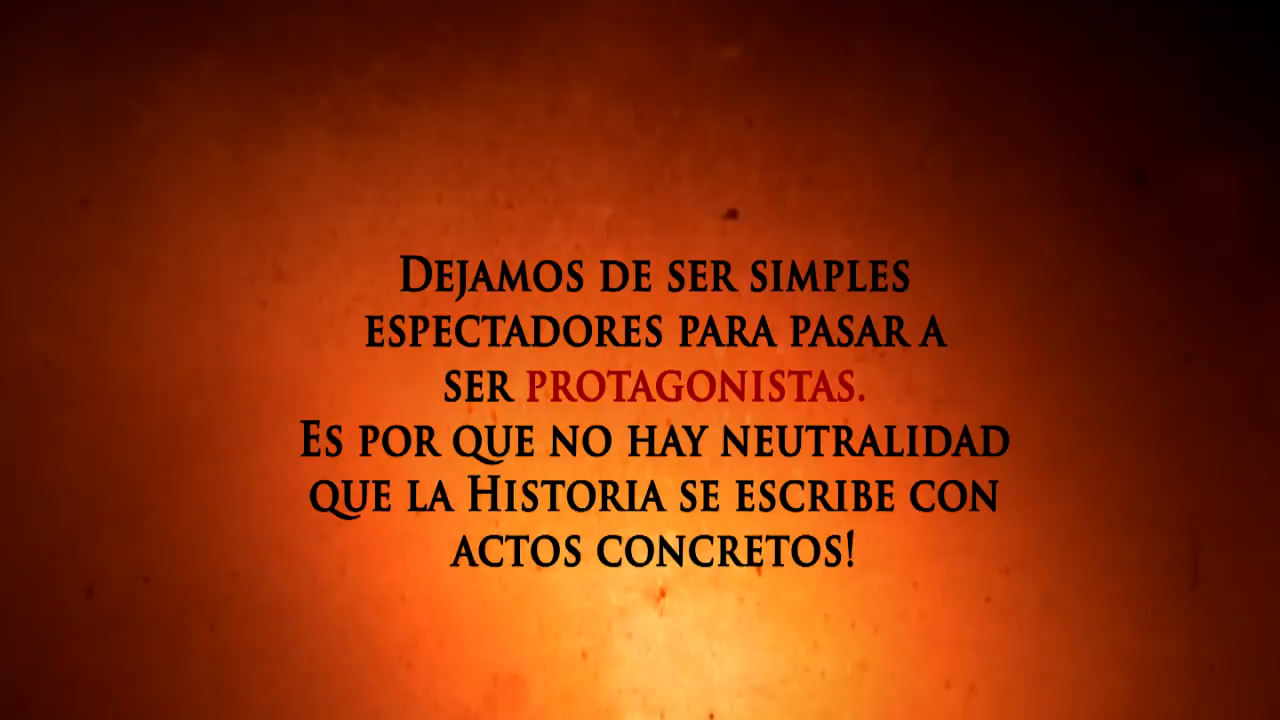 Dejamos de ser simples
espectadores para pasar a
ser protagonistas.
Es por que no hay neutralidad
que la Historia se escribe con
actos concretos!